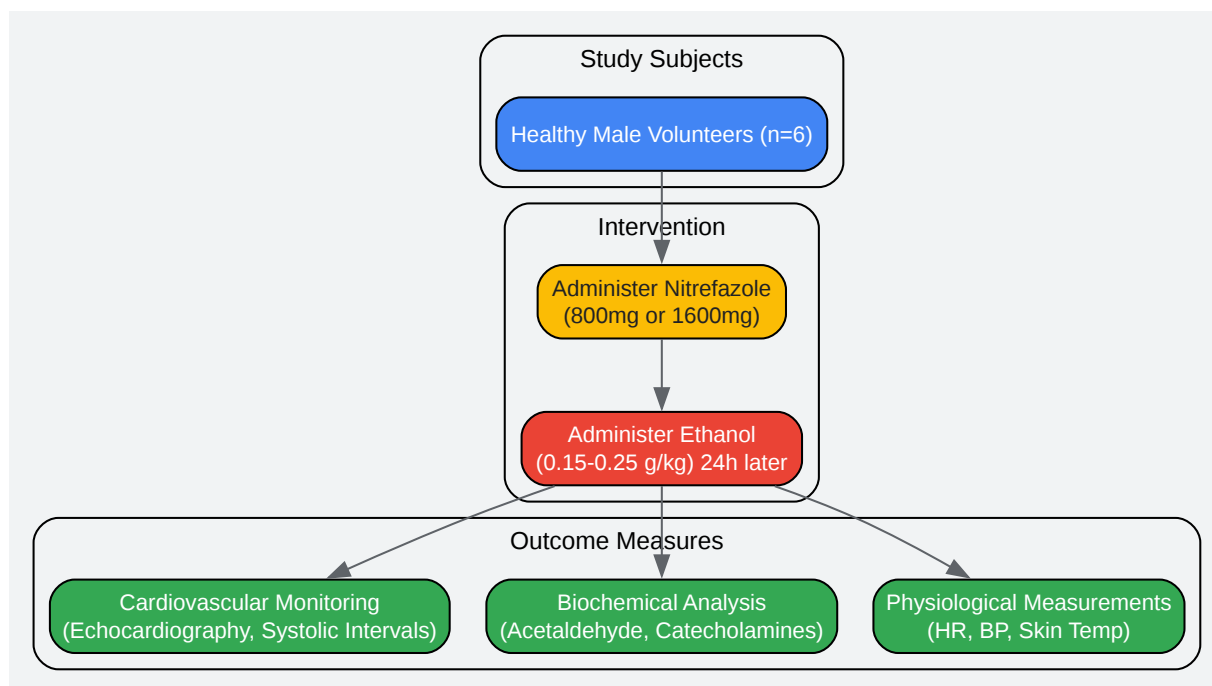 Study Subjects
Healthy Male Volunteers (n=6)
Intervention
Administer Nitrefazole
(800mg or 1600mg)
Administer Ethanol
(0.15-0.25 g/kg) 24h later
Outcome Measures
Cardiovascular Monitoring
(Echocardiography, Systolic Intervals)
Biochemical Analysis
(Acetaldehyde, Catecholamines)
Physiological Measurements
(HR, BP, Skin Temp)